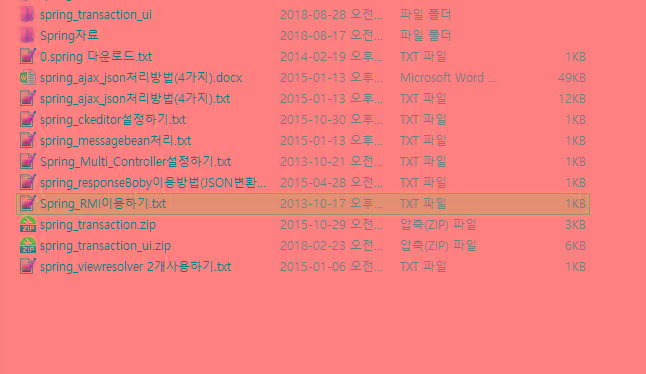 spring_transaction_ui 2018-08-28 오전... 파일 폴더
Spring자료 2018-08-17 오전... 파일 폴더
0.spring 다운로드.txt 2014-02-19 오후... TXT 파일 1KB
spring_ajax_json처리방법(4가지).docx 2015-01-13 오후... Microsoft Word ... 49KB
spring_ajax_json처리방법(4가지).txt 2015-01-13 오후... TXT 파일 12KB
spring_ckeditor설정하기.txt 2015-10-30 오전... TXT 파일 1KB
spring_messagebean처리.txt 2015-01-13 오후... TXT 파일 1KB
Spring_Multi_Controller설정하기.txt 2013-10-21 오전... TXT 파일 1KB
spring_responseBoby이용방법(JSON변환... 2015-04-28 오전... TXT 파일 1KB
Spring_RMI이용하기.txt 2013-10-17 오후... TXT 파일 1KB
spring_transaction.zip 2015-10-29 오전... 압축(ZIP) 파일 3KB
spring_transaction_ui.zip 2018-02-23 오전... 압축(ZIP) 파일 6KB
spring_viewresolver 2개사용하기.txt 2015-01-06 오전... TXT 파일 1KB